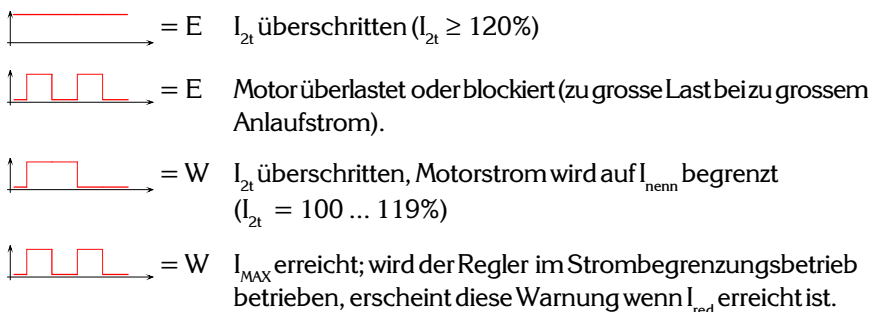 = E I2t überschritten (I2t ≥ 120%)
= E Motor überlastet oder blockiert (zu grosse Last bei zu grossem
Anlaufstrom).
= W I2t überschritten, Motorstrom wird auf Inenn begrenzt
(I2t = 100 ... 119%)
= W IMAX erreicht; wird der Regler im Strombegrenzungsbetrieb
betrieben, erscheint diese Warnung wenn Ired erreicht ist.